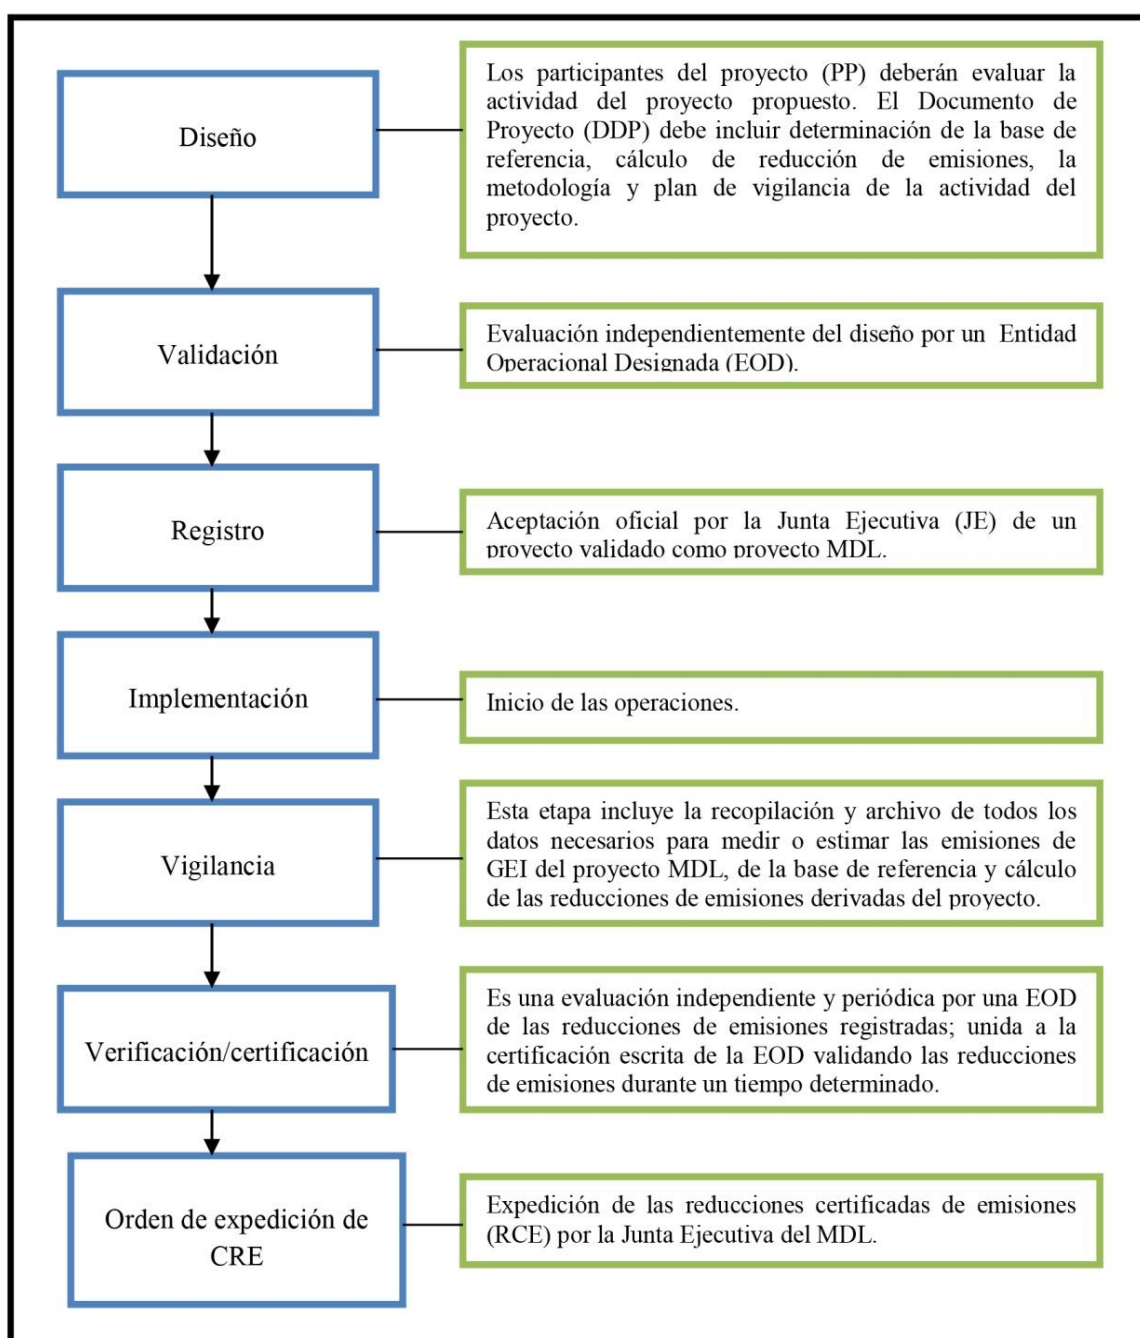 Diseño
Los participantes del proyecto (PP) deberán evaluar la
actividad del proyecto propuesto. El Documento de
Proyecto (DDP) debe incluir determinación de la base de
referencia, cálculo de reducción de emisiones, la
metodología y plan de vigilancia de la actividad del
proyecto.
Validación
Evaluación independientemente del diseño por un Entidad
Operacional Designada (EOD).
Registro
Aceptación oficial por la Junta Ejecutiva (JE) de un
proyecto validado como proyecto MDL.
Implementación
Inicio de las operaciones.
Vigilancia
Esta etapa incluye la recopilación y archivo de todos los
datos necesarios para medir o estimar las emisiones de
GEI del proyecto MDL, de la base de referencia y cálculo
de las reducciones de emisiones derivadas del proyecto.
Verificación/certificación
Es una evaluación independiente y periódica por una EOD
de las reducciones de emisiones registradas; unida a la
certificación escrita de la EOD validando las reducciones
de emisiones durante un tiempo determinado.
Orden de expedición de
CRE
Expedición de las reducciones certificadas de emisiones
(RCE) por la Junta Ejecutiva del MDL.